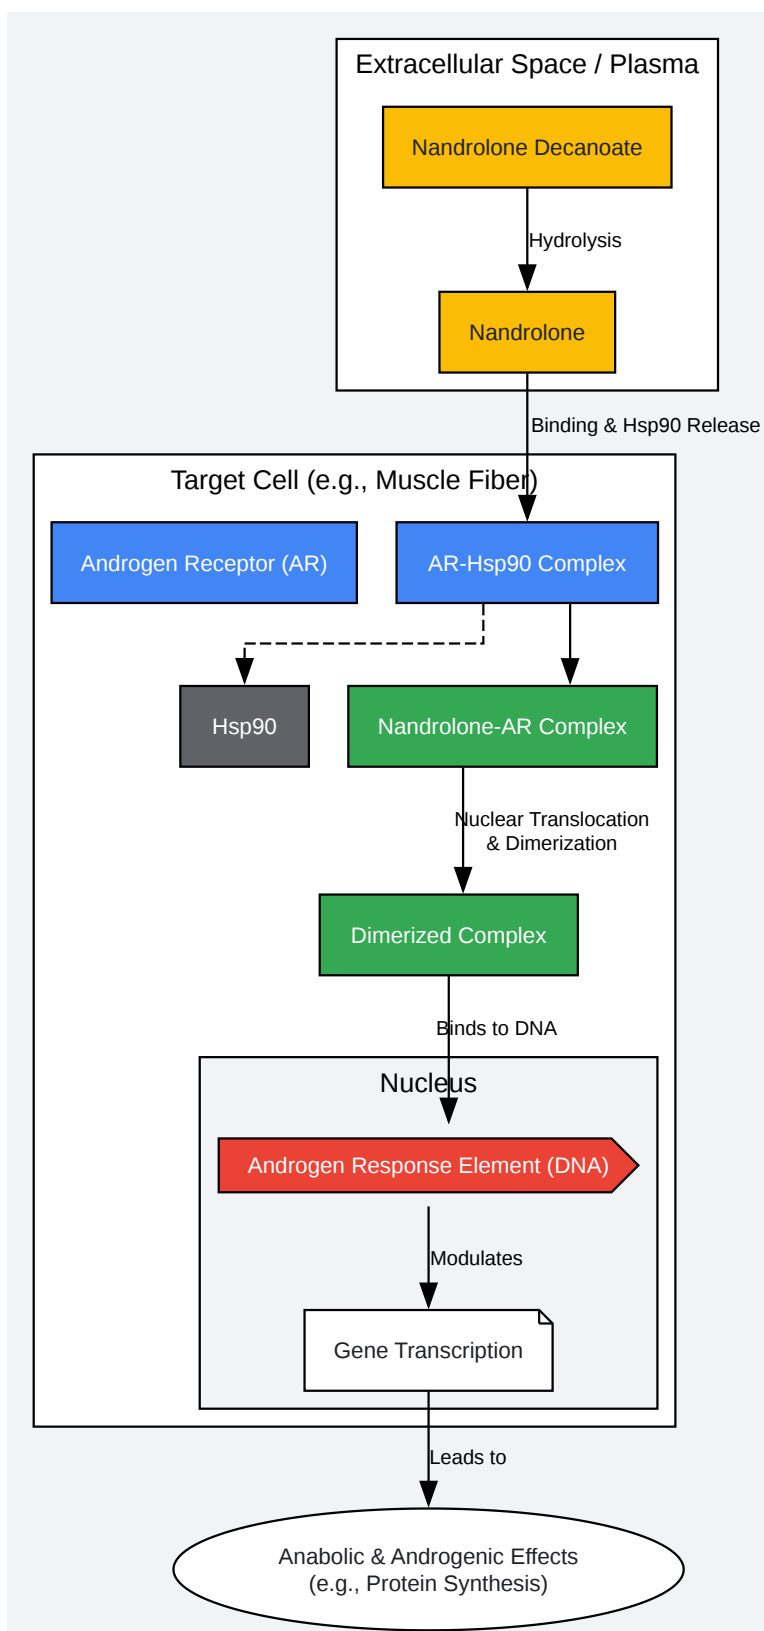 Extracellular Space / Plasma
Nandrolone Decanoate
Hydrolysis
Nandrolone
Binding & Hsp90 Release
Target Cell (e.g., Muscle Fiber)
Androgen Receptor (AR)
AR-Hsp90 Complex
Hsp90
Nandrolone-AR Complex
Nuclear Translocation
& Dimerization
Dimerized Complex
Binds to DNA
Nucleus
Androgen Response Element (DNA)
Modulates
Gene Transcription
Leads to
Anabolic & Androgenic Effects
(e.g., Protein Synthesis)